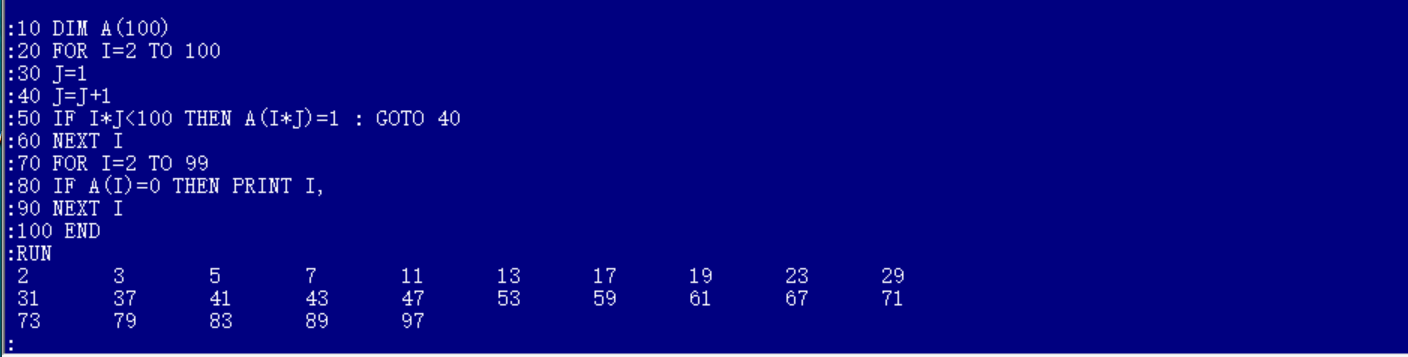 :10 DIM A(100)
:20 FOR I=2 TO 100
:30 J=1
:40 J=J+1
:50 IF I*J<100 THEN A(I*J)=1 : GOTO 40
:60 NEXT I
:70 FOR I=2 TO 99
:80 IF A(I)=0 THEN PRINT I,
:90 NEXT I
:100 END
:RUN
2 3 5 7 11 13 17 19 23 29
31 37 41 43 47 53 59 61 67 71
73 79 83 89 97
: